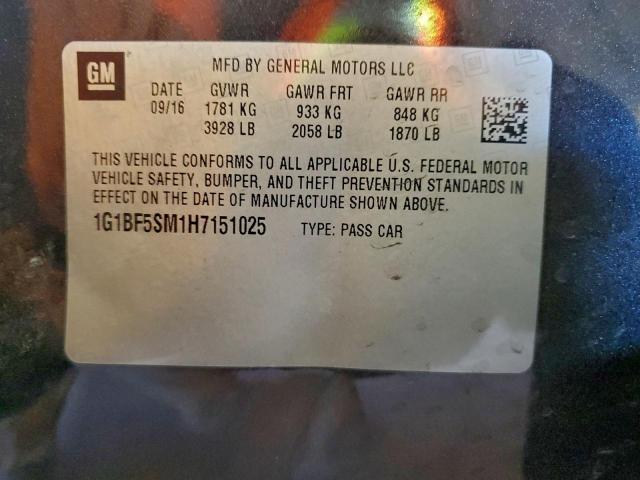 GM
MFD BY GENERAL MOTORS LLC
DATE GVWR GAWR FRT GAWR RR
09/16 1781 KG 933 KG 848 KG
3928 LB 2058 LB 1870 LB
THIS VEHICLE CONFORMS TO ALL APPLICABLE U.S. FEDERAL MOTOR
VEHICLE SAFETY, BUMPER, AND THEFT PREVENTION STANDARDS IN
EFFECT ON THE DATE OF MANUFACTURE SHOWN ABOVE.
1G1BF5SM1H7151025 TYPE: PASS CAR